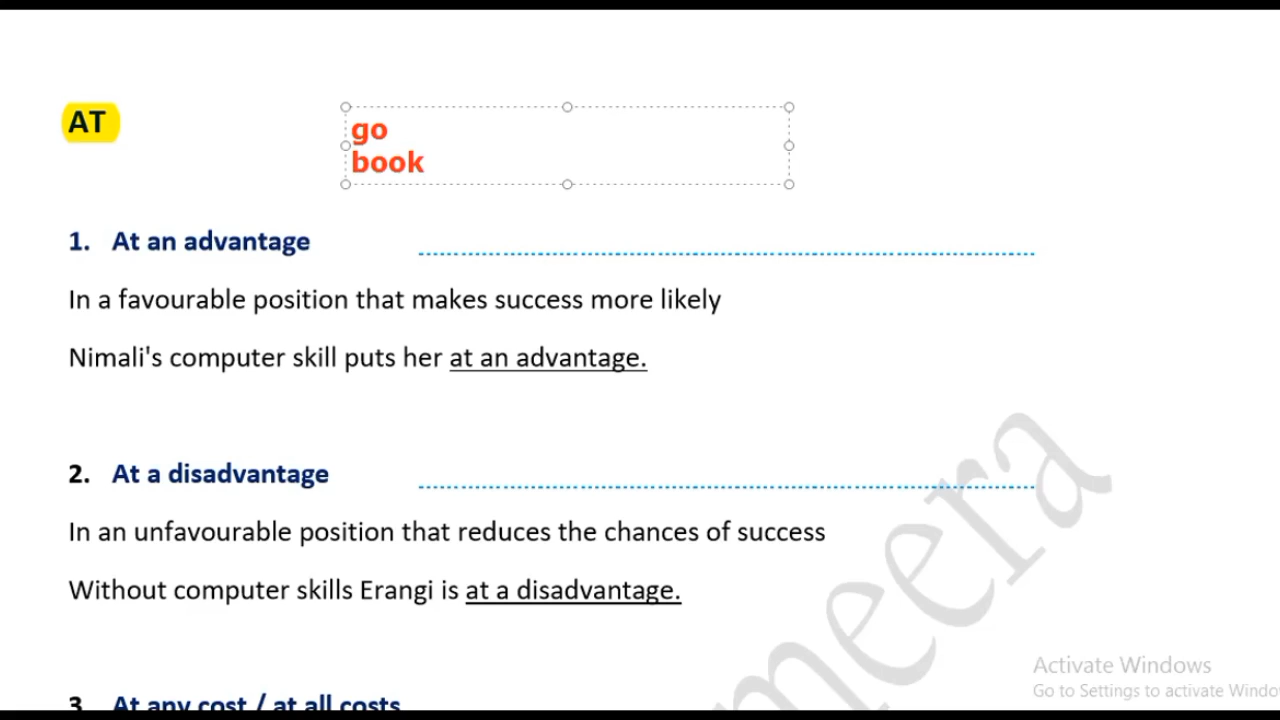 AT
go
book
1. At an advantage
In a favourable position that makes success more likely
Nimali's computer skill puts her at an advantage.
2. At a disadvantage
In an unfavourable position that reduces the chances of success
Without computer skills Erangi is at a disadvantage.
3 At any cost / at all costs
meera
Activate Windows
Go to Settings to activate Windo